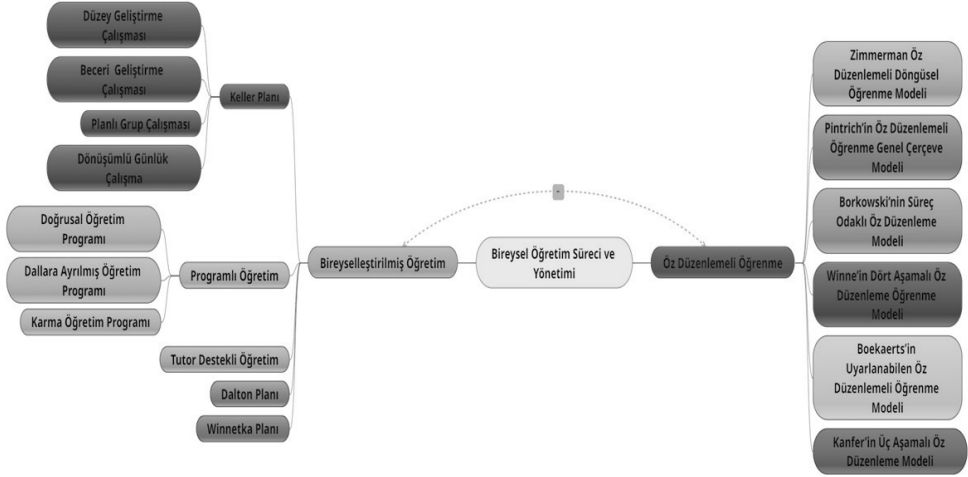 Düzey Geliştirme
Çalışması
Beceri Geliştirme
Çalışması
Planlı Grup Çalışması
Dönüşümlü Günlük
Çalışma
Keller Planı
Doğrusal Öğretim
Programı
Dallara Ayrılmış Öğretim
Programı
Karma Öğretim Programı
Programlı Öğretim
Tutor Destekli Öğretim
Dalton Planı
Winnetka Planı
Bireyselleştirilmiş Öğretim
Bireysel Öğretim Süreci ve
Yönetimi
Öz Düzenlemeli Öğrenme
Zimmerman Öz
Düzenlemeli Döngüsel
Öğrenme Modeli
Pintrich'in Öz Düzenlemeli
Öğrenme Genel Çerçeve
Modeli
Borkowski'nin Süreç
Odaklı Öz Düzenleme
Modeli
Winne'in Dört Aşamalı Öz
Düzenleme Öğrenme
Modeli
Boekaerts'in
Uyarlanabilen Öz
Düzenlemeli Öğrenme
Modeli
Kanfer'in Üç Aşamalı Öz
Düzenleme Modeli